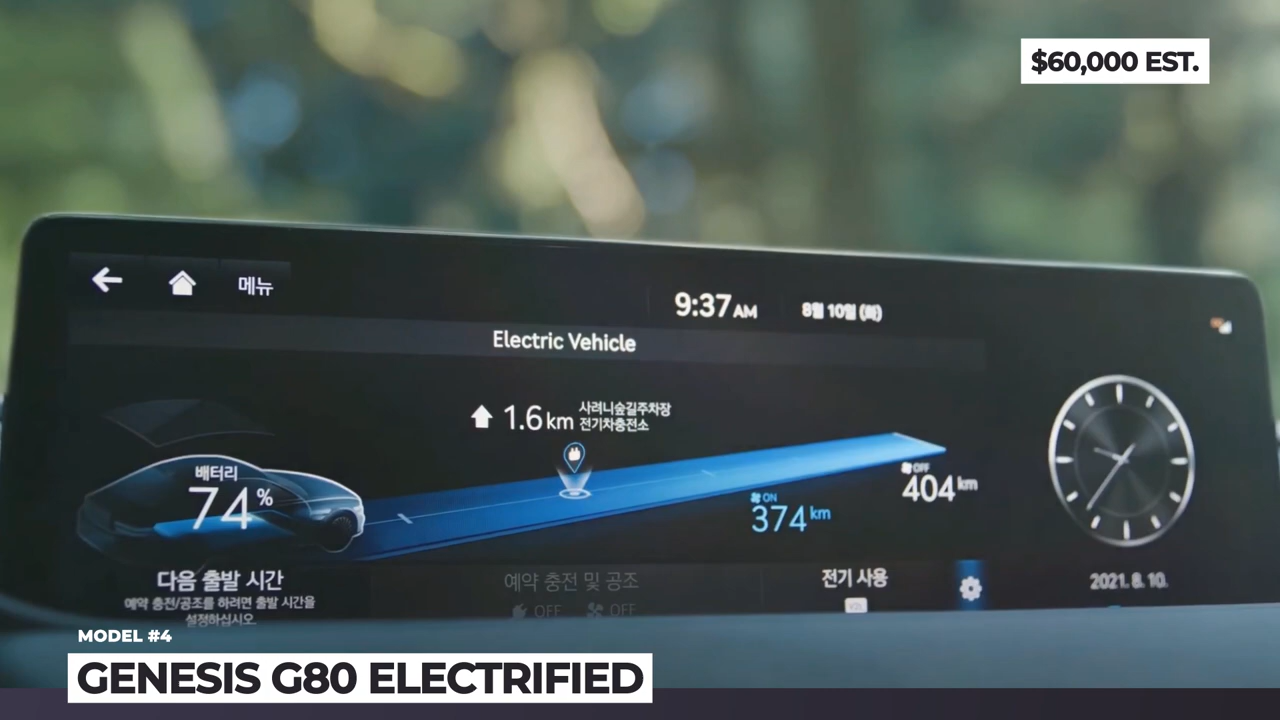 $60,000 EST.
메뉴
9:37 AM
8월 10일 (화)
Electric Vehicle
1.6 km 사려니숲길주차장
전기차충전소
배터리
74%
ON
374 km
OFF
404 km
다음 출발 시간
예약 충전/공조를 하려면 출발 시간을
설정하십시오.
예약 충전 및 공조
OFF OFF
전기 사용
V2L
2021. 8. 10.
MODEL #4
GENESIS G80 ELECTRIFIED